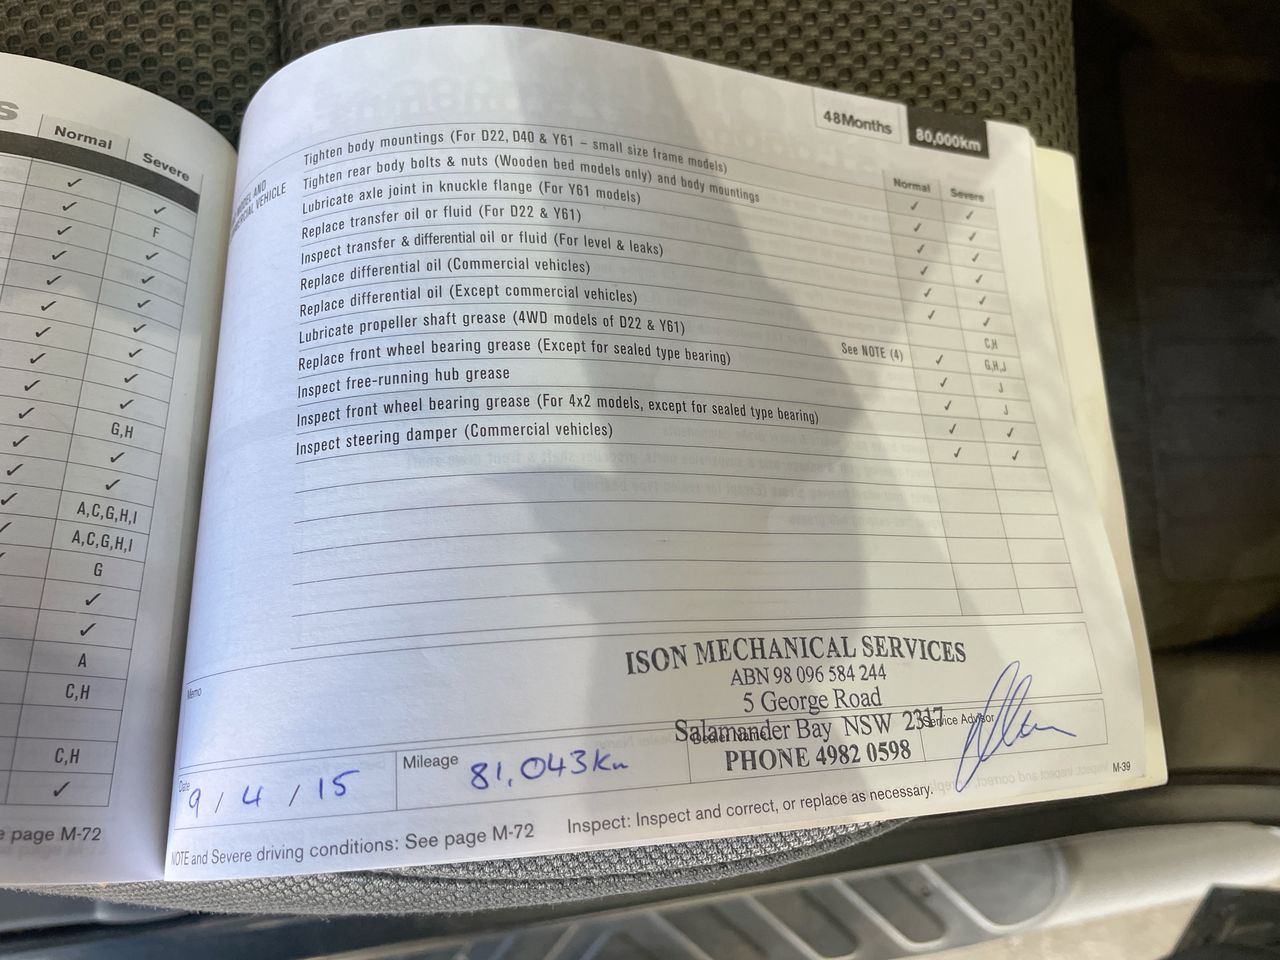 s
Normal Severe
✓ ✓
✓ F
✓ ✓
✓ ✓
✓ ✓
✓ ✓
✓ ✓
✓ ✓
✓ G,H
✓ ✓
✓ ✓
✓ A,C,G,H,I
✓ A,C,G,H,I
G
✓
✓
A
C,H
C,H
✓
e page M-72
48Months 80,000km
Normal Severe
MODEL AND
COMMERCIAL VEHICLE
Tighten body mountings (For D22, D40 & Y61 – small size frame models) ✓ ✓
Tighten rear body bolts & nuts (Wooden bed models only) and body mountings ✓ ✓
Lubricate axle joint in knuckle flange (For Y61 models) ✓ ✓
Replace transfer oil or fluid (For D22 & Y61) ✓ ✓
Inspect transfer & differential oil or fluid (For level & leaks) ✓ ✓
Replace differential oil (Commercial vehicles) ✓ ✓
Replace differential oil (Except commercial vehicles) C,H
Lubricate propeller shaft grease (4WD models of D22 & Y61) See NOTE (4) ✓ G,H,J
Replace front wheel bearing grease (Except for sealed type bearing) ✓ J
Inspect free-running hub grease ✓ J
Inspect front wheel bearing grease (For 4x2 models, except for sealed type bearing) ✓ ✓
Inspect steering damper (Commercial vehicles) ✓ ✓
Memo
ISON MECHANICAL SERVICES
ABN 98 096 584 244
5 George Road
Salamander Bay NSW 2317
PHONE 4982 0598
Date 9 / 4 / 15
Mileage 81,043km
Dealer Name
Service Advisor
NOTE and Severe driving conditions: See page M-72 Inspect: Inspect and correct, or replace as necessary.
M-39